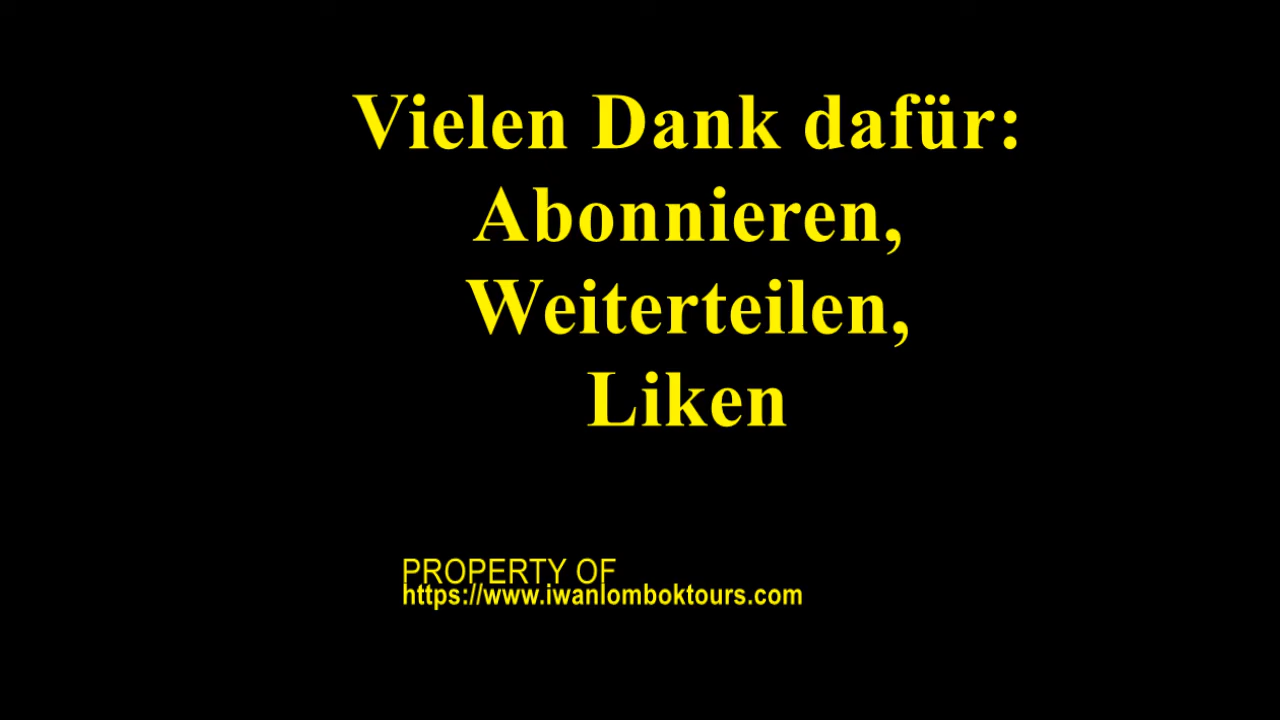 Vielen Dank dafür:
Abonnieren,
Weiterteilen,
Liken
PROPERTY OF
https://www.iwanlomboktours.com